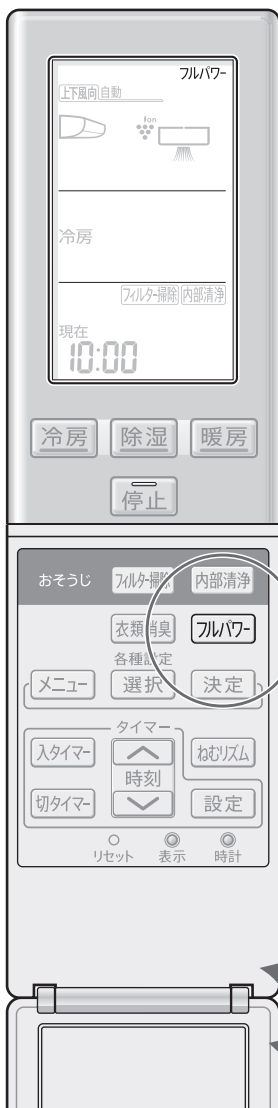 フルパワー
上下風向 自動
ion
冷房
フィルター掃除 内部清浄
現在
10:00
冷房 除湿 暖房
停止
おそうじ フィルター掃除 内部清浄
衣類消臭 フルパワー
各種設定
メニュー 選択 決定
タイマー
入タイマー ねむリズム
時刻
切タイマー 設定
リセット 表示 時計